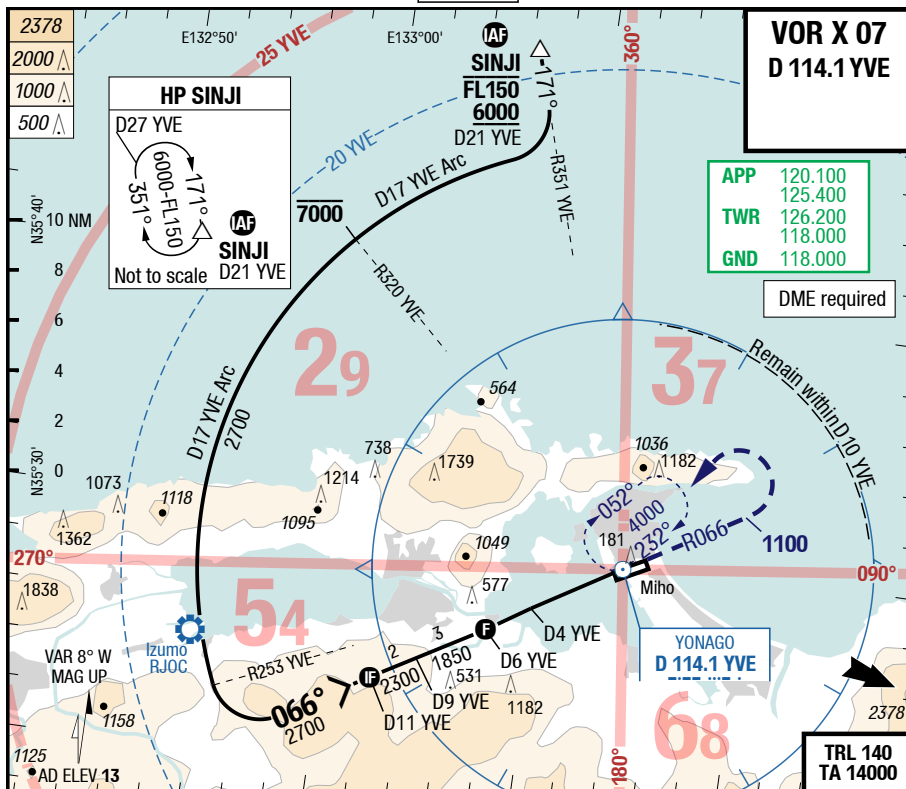 2378
2000
1000
500
E132°50'
E133°00'
25 YVE
360°
VOR X 07
D 114.1 YVE
IAF
SINJI
FL150
6000
D21 YVE
171°
HP SINJI
D27 YVE
6000-FL150
351°
171°
IAF
SINJI
D21 YVE
Not to scale
20 YVE
D17 YVE Arc
R351 YVE
7000
R320 YVE
APP 120.100
125.400
TWR 126.200
118.000
GND 118.000
DME required
N35°40'
10 NM
8
6
4
2
0
N35°30'
29
37
Remain within D10 YVE
D17 YVE Arc
2700
564
738
1739
1036
1182
1073
1118
1214
1095
1362
052°
4000
232°
181
R066
1100
1049
577
270°
090°
Miho
1838
54
Izumo
RJOC
VAR 8° W
MAG UP
R253 YVE
066°
2700
IF
2
2300
3
1850
F
D4 YVE
D6 YVE
D9 YVE
D11 YVE
531
1182
YONAGO
D 114.1 YVE
68
2378
1158
1125
AD ELEV 13
180°
TRL 140
TA 14000